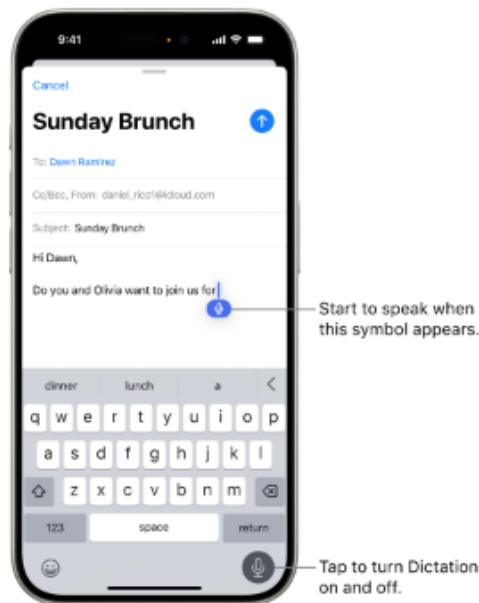 9:41
Cancel
Sunday Brunch
To: Dawn Ramirez
Cc/Bcc, From: daniel_rico1@icloud.com
Subject: Sunday Brunch
Hi Dawn,
Do you and Olivia want to join us for
Start to speak when
this symbol appears.
dinner lunch a
q w e r t y u i o p
a s d f g h j k l
z x c v b n m
123 space return
Tap to turn Dictation
on and off.